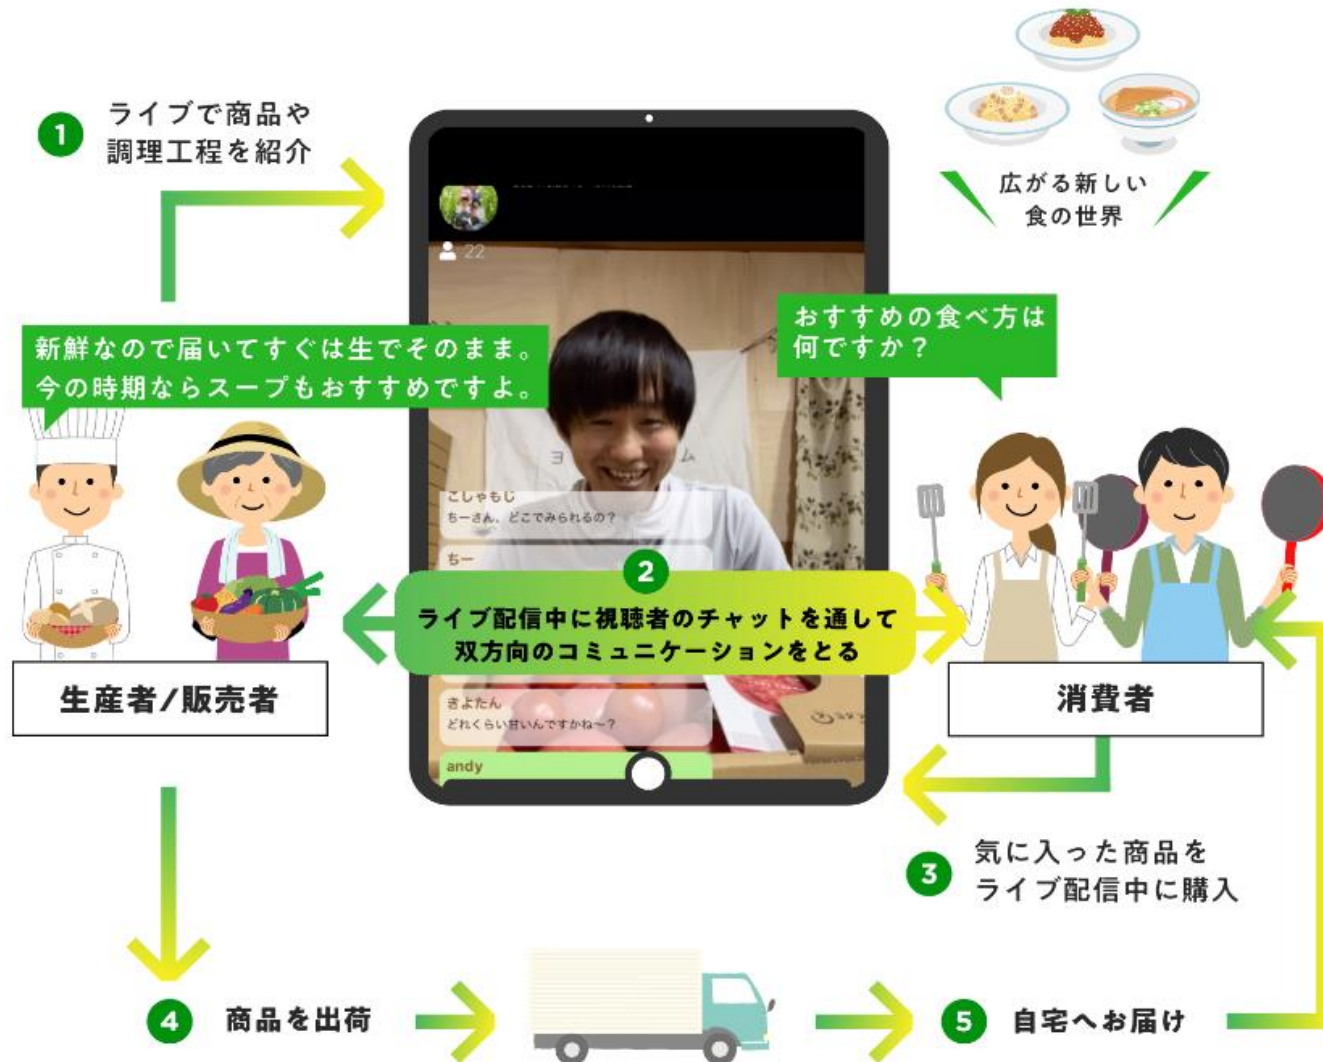 1
ライブで商品や
調理工程を紹介
広がる新しい
食の世界
22
おすすめの食べ方は
何ですか？
新鮮なので届いてすぐは生でそのまま。
今の時期ならスープもおすすめですよ。
ヨ
ム
こしゃもじ
ちーさん、どこでみられるの？
ちー
2
ライブ配信中に視聴者のチャットを通して
双方向のコミュニケーションをとる
生産者/販売者
消費者
きよたん
どれくらい甘いんですかね〜？
andy
3
気に入った商品を
ライブ配信中に購入
4
商品を出荷
5
自宅へお届け